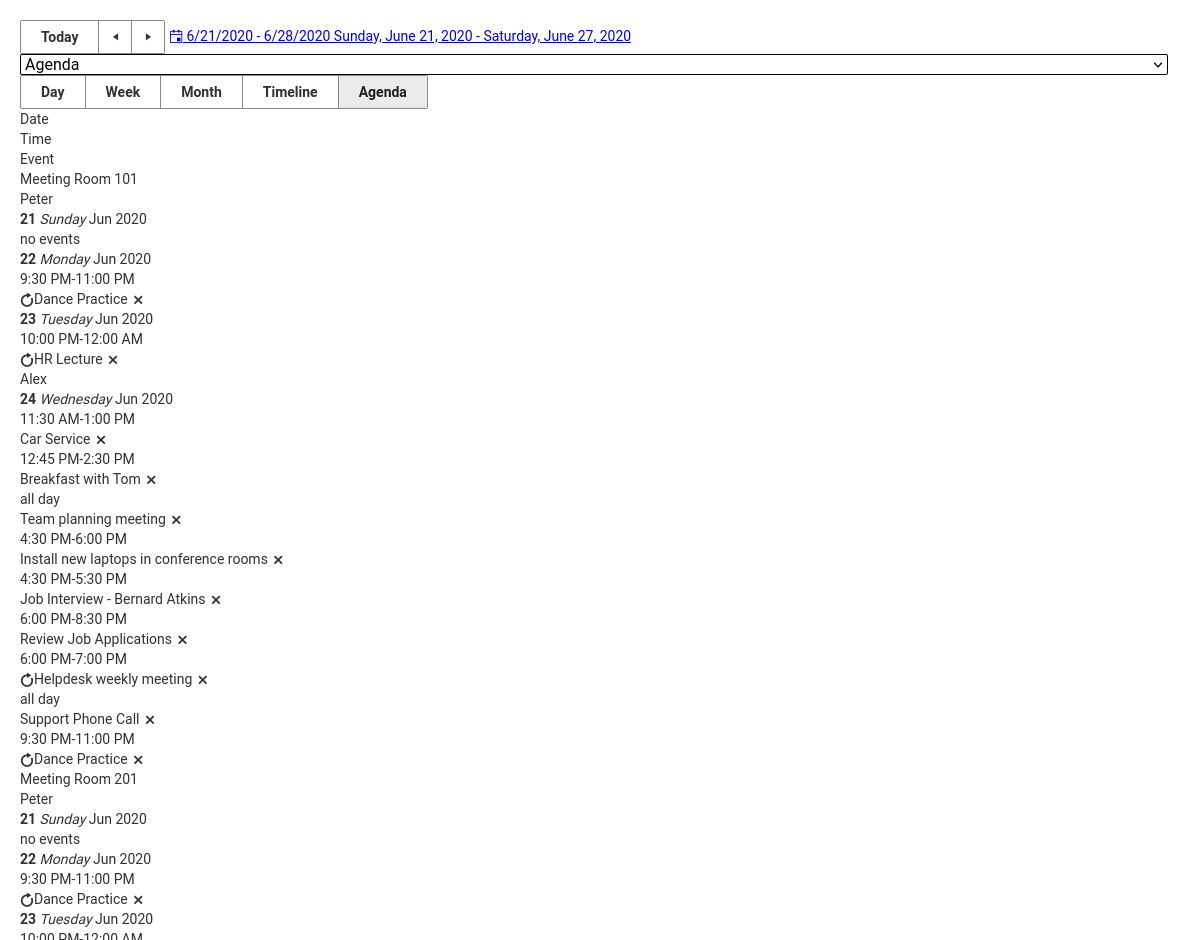 Today 6/21/2020 - 6/28/2020 Sunday, June 21, 2020 - Saturday, June 27, 2020
Agenda
Day Week Month Timeline Agenda
Date
Time
Event
Meeting Room 101
Peter
21 Sunday Jun 2020
no events
22 Monday Jun 2020
9:30 PM-11:00 PM
Dance Practice
23 Tuesday Jun 2020
10:00 PM-12:00 AM
HR Lecture
Alex
24 Wednesday Jun 2020
11:30 AM-1:00 PM
Car Service
12:45 PM-2:30 PM
Breakfast with Tom
all day
Team planning meeting
4:30 PM-6:00 PM
Install new laptops in conference rooms
4:30 PM-5:30 PM
Job Interview - Bernard Atkins
6:00 PM-8:30 PM
Review Job Applications
6:00 PM-7:00 PM
Helpdesk weekly meeting
all day
Support Phone Call
9:30 PM-11:00 PM
Dance Practice
Meeting Room 201
Peter
21 Sunday Jun 2020
no events
22 Monday Jun 2020
9:30 PM-11:00 PM
Dance Practice
23 Tuesday Jun 2020
10:00 PM-12:00 AM